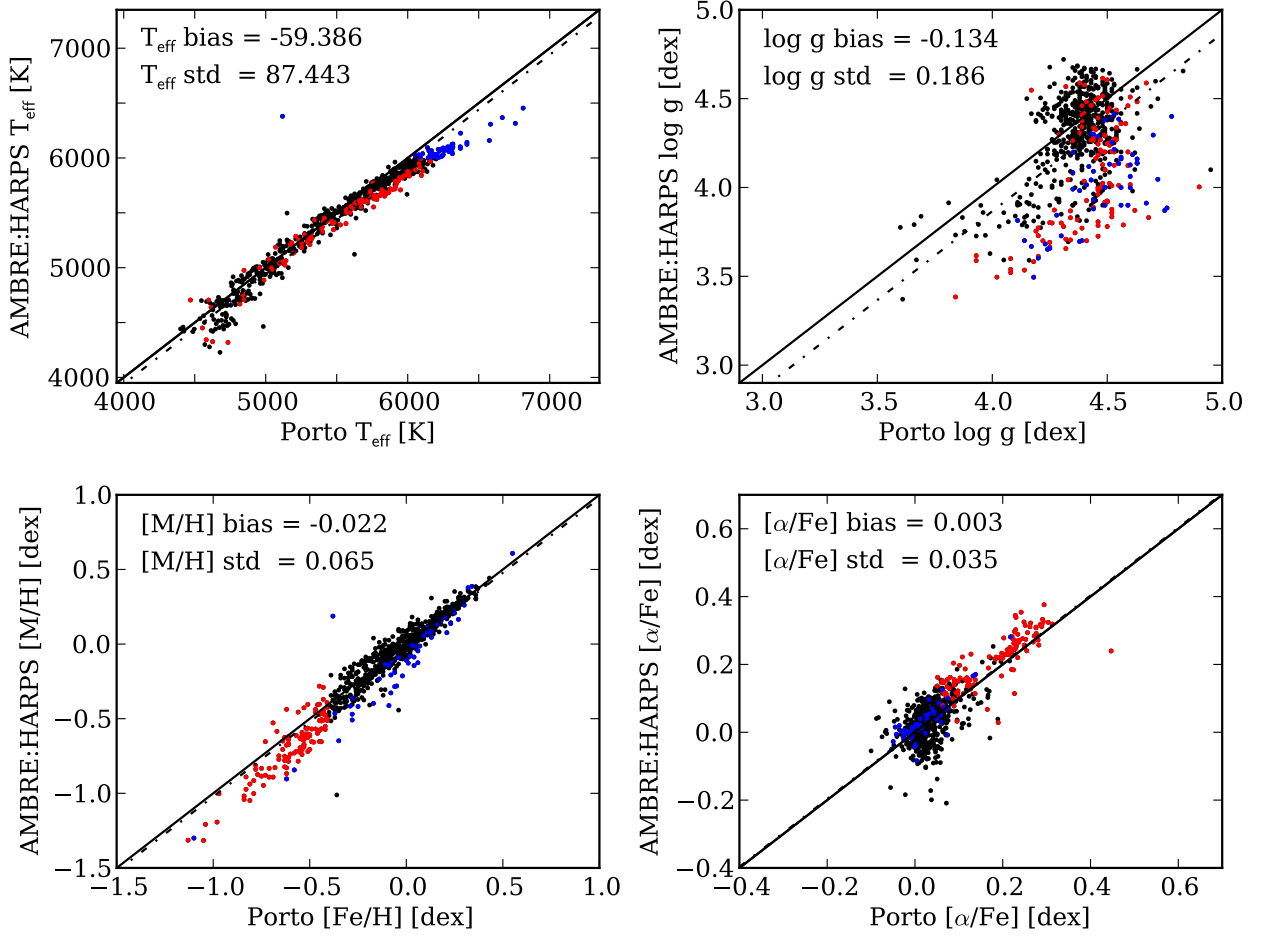 T_eff bias = -59.386
T_eff std = 87.443
7000
6000
5000
4000
AMBRE:HARPS T_eff [K]
4000 5000 6000 7000
Porto T_eff [K]
log g bias = -0.134
log g std = 0.186
5.0
4.5
4.0
3.5
3.0
AMBRE:HARPS log g [dex]
3.0 3.5 4.0 4.5 5.0
Porto log g [dex]
[M/H] bias = -0.022
[M/H] std = 0.065
1.0
0.5
0.0
−0.5
−1.0
−1.5
AMBRE:HARPS [M/H] [dex]
−1.5 −1.0 −0.5 0.0 0.5 1.0
Porto [Fe/H] [dex]
[α/Fe] bias = 0.003
[α/Fe] std = 0.035
0.6
0.4
0.2
0.0
−0.2
−0.4
AMBRE:HARPS [α/Fe] [dex]
−0.4 −0.2 0.0 0.2 0.4 0.6
Porto [α/Fe] [dex]